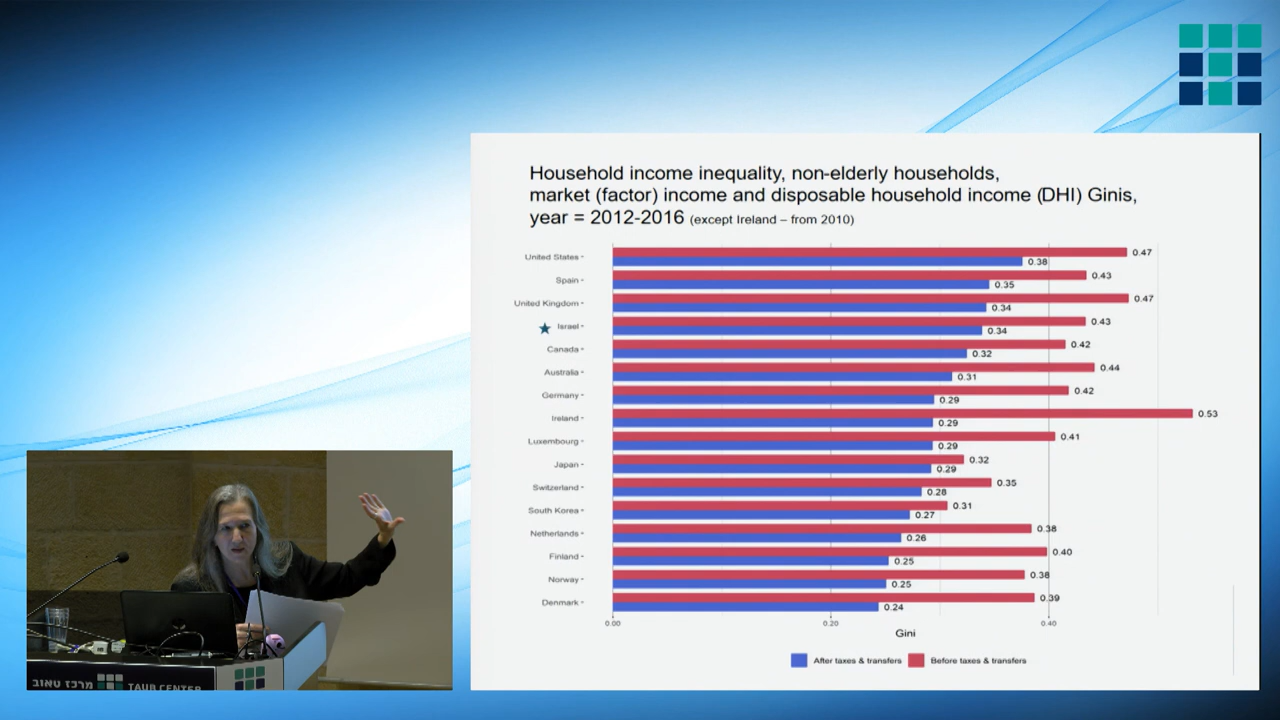 Household income inequality, non-elderly households,
market (factor) income and disposable household income (DHI) Ginis,
year = 2012-2016 (except Ireland – from 2010)
United States 0.47
0.38
Spain 0.43
0.35
United Kingdom 0.47
0.34
Israel 0.43
0.34
Canada 0.42
0.32
Australia 0.44
0.31
Germany 0.42
0.29
Ireland 0.53
0.29
Luxembourg 0.41
0.29
Japan 0.32
0.29
Switzerland 0.35
0.28
South Korea 0.31
0.27
Netherlands 0.38
0.26
Finland 0.40
0.25
Norway 0.38
0.25
Denmark 0.39
0.24
0.00 0.20 0.40
Gini
After taxes & transfers Before taxes & transfers
מרכז טאוב TAUB CENTER